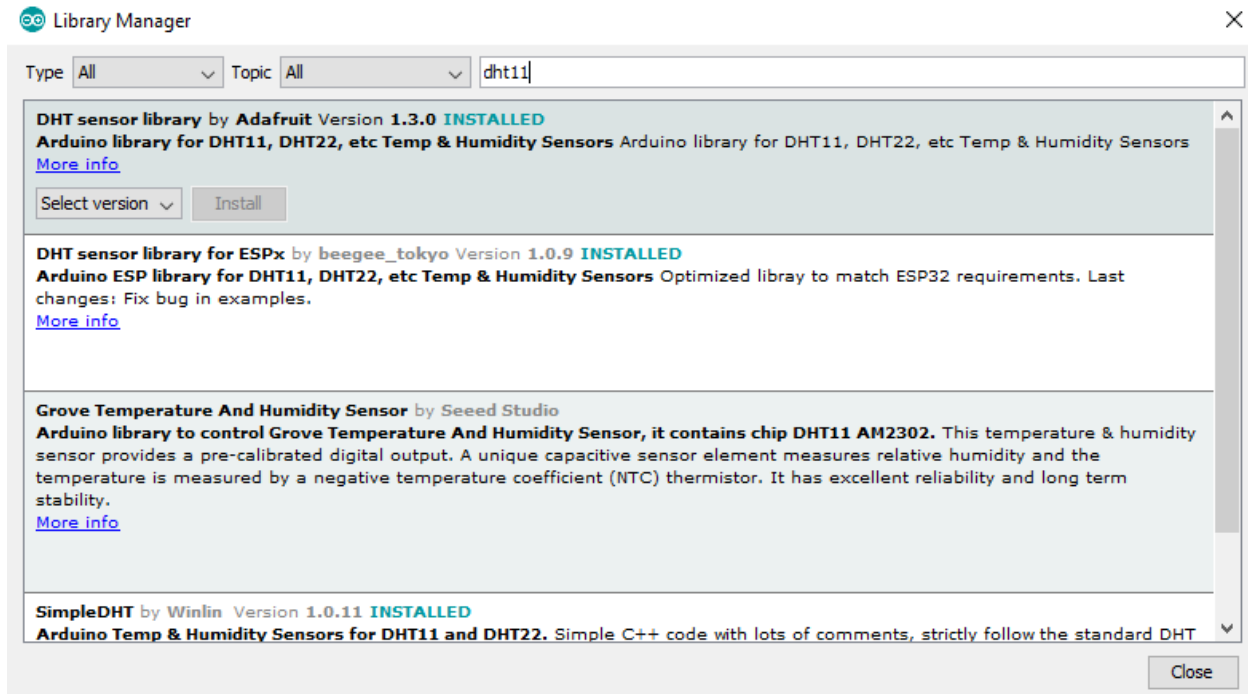 Library Manager
Type All Topic All dht11
DHT sensor library by Adafruit Version 1.3.0 INSTALLED
Arduino library for DHT11, DHT22, etc Temp & Humidity Sensors Arduino library for DHT11, DHT22, etc Temp & Humidity Sensors
More info
Select version Install
DHT sensor library for ESPx by beegee_tokyo Version 1.0.9 INSTALLED
Arduino ESP library for DHT11, DHT22, etc Temp & Humidity Sensors Optimized libray to match ESP32 requirements. Last
changes: Fix bug in examples.
More info
Grove Temperature And Humidity Sensor by Seeed Studio
Arduino library to control Grove Temperature And Humidity Sensor, it contains chip DHT11 AM2302. This temperature & humidity
sensor provides a pre-calibrated digital output. A unique capacitive sensor element measures relative humidity and the
temperature is measured by a negative temperature coefficient (NTC) thermistor. It has excellent reliability and long term
stability.
More info
SimpleDHT by Winlin Version 1.0.11 INSTALLED
Arduino Temp & Humidity Sensors for DHT11 and DHT22. Simple C++ code with lots of comments, strictly follow the standard DHT
Close